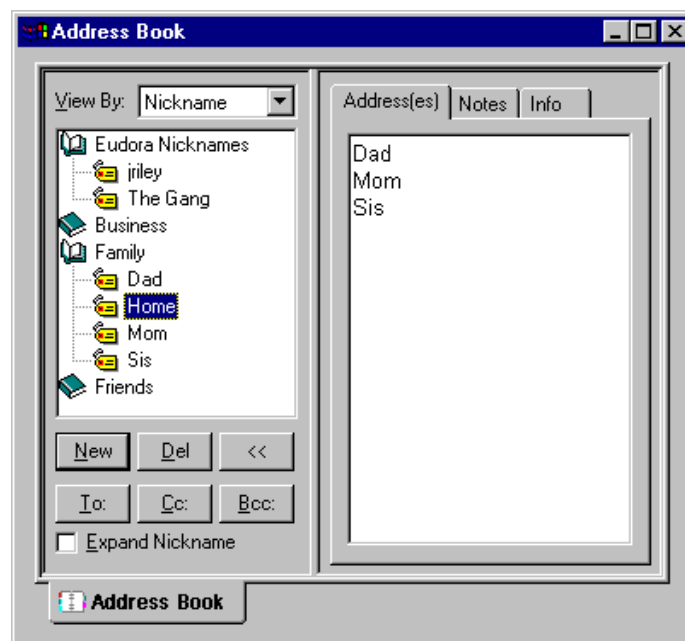 Address Book
View By: Nickname
Eudora Nicknames
jriley
The Gang
Business
Family
Dad
Home
Mom
Sis
Friends
New Del <<
To: Cc: Bcc:
Expand Nickname
Address(es) Notes Info
Dad
Mom
Sis
Address Book